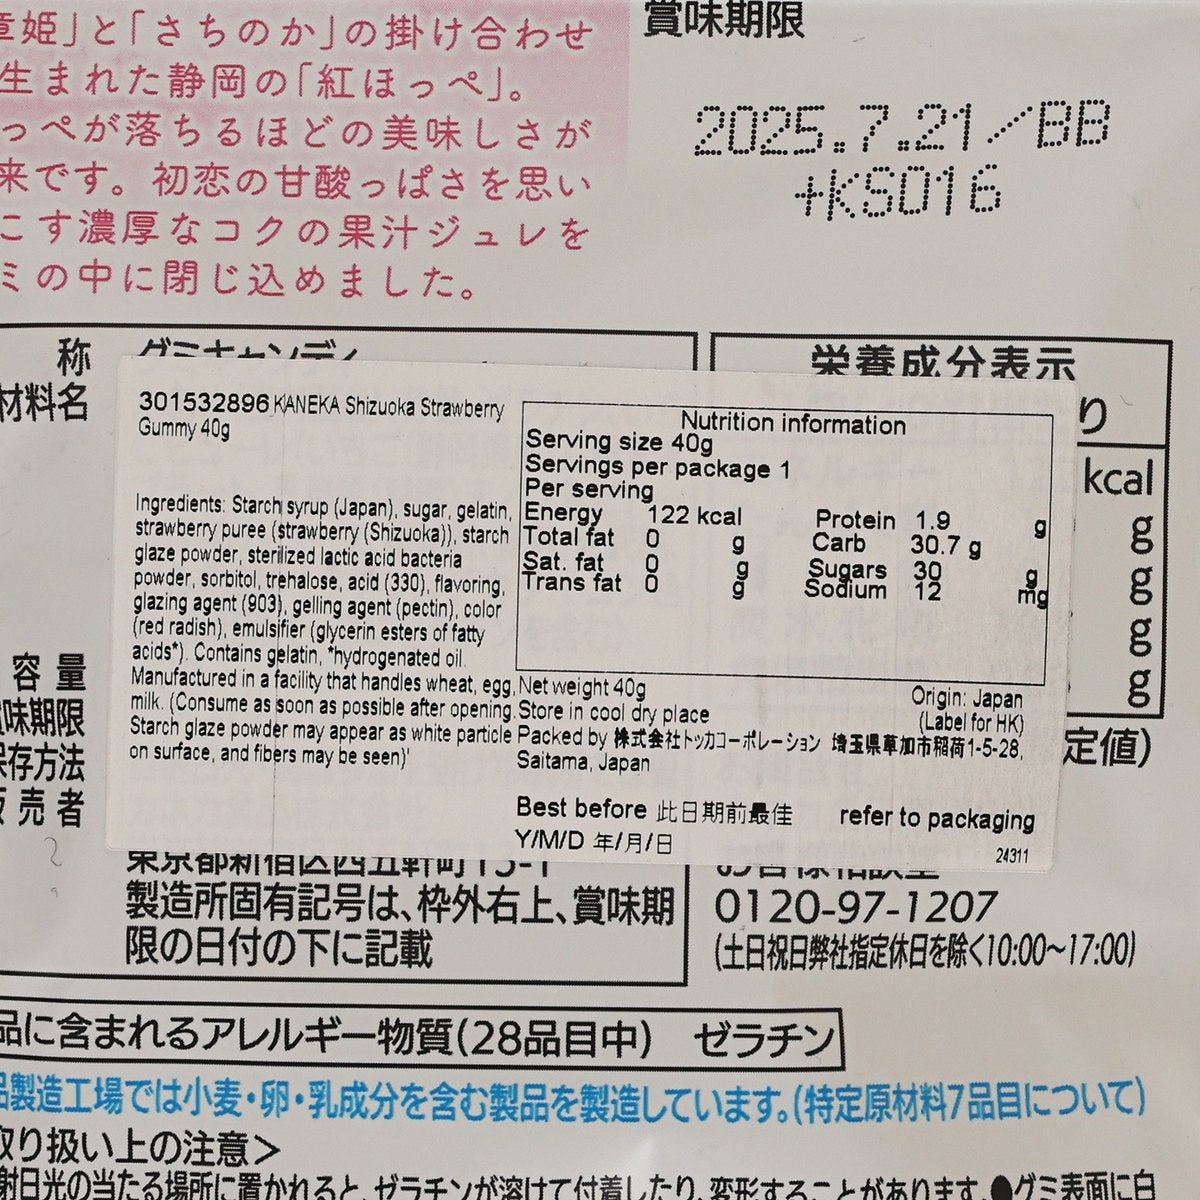 章姫」と「さちのか」の掛け合わせ
生まれた静岡の「紅ほっぺ」。
っぺが落ちるほどの美味しさが
来です。初恋の甘酸っぱさを思い
こす濃厚なコクの果汁ジュレを
ミの中に閉じ込めました。
賞味期限
2025.7.21/BB
+KS016
称 グミキャンディ
材料名
栄養成分表示
り
kcal
g
g
g
g
定値)
301532896 KANEKA Shizuoka Strawberry
Gummy 40g
Ingredients: Starch syrup (Japan), sugar, gelatin,
strawberry puree (strawberry (Shizuoka)), starch
glaze powder, sterilized lactic acid bacteria
powder, sorbitol, trehalose, acid (330), flavoring,
glazing agent (903), gelling agent (pectin), color
(red radish), emulsifier (glycerin esters of fatty
acids*). Contains gelatin, *hydrogenated oil.
Manufactured in a facility that handles wheat, egg,
milk. (Consume as soon as possible after opening.
Starch glaze powder may appear as white particle
on surface, and fibers may be seen)'
Nutrition information
Serving size 40g
Servings per package 1
Per serving
Energy 122 kcal Protein 1.9 g
Total fat 0 g Carb 30.7 g
Sat. fat 0 g Sugars 30 g
Trans fat 0 g Sodium 12 mg
Net weight 40g Origin: Japan
Store in cool dry place (Label for HK)
Packed by 株式会社トッカコーポレーション 埼玉県草加市稲荷1-5-28,
Saitama, Japan
Best before 此日期前最佳 refer to packaging
Y/M/D 年/月/日
24311
容量
味期限
保存方法
販売者
東京都新宿区西五軒町13-1
製造所固有記号は、枠外右上、賞味期
限の日付の下に記載
お客様相談室
0120-97-1207
(土日祝日弊社指定休日を除く10:00〜17:00)
品に含まれるアレルギー物質(28品目中) ゼラチン
品製造工場では小麦・卵・乳成分を含む製品を製造しています。(特定原材料7品目について)
取り扱い上の注意>
射日光の当たる場所に置かれると、ゼラチンが溶けて付着したり、変形することがあります。●グミ表面に白